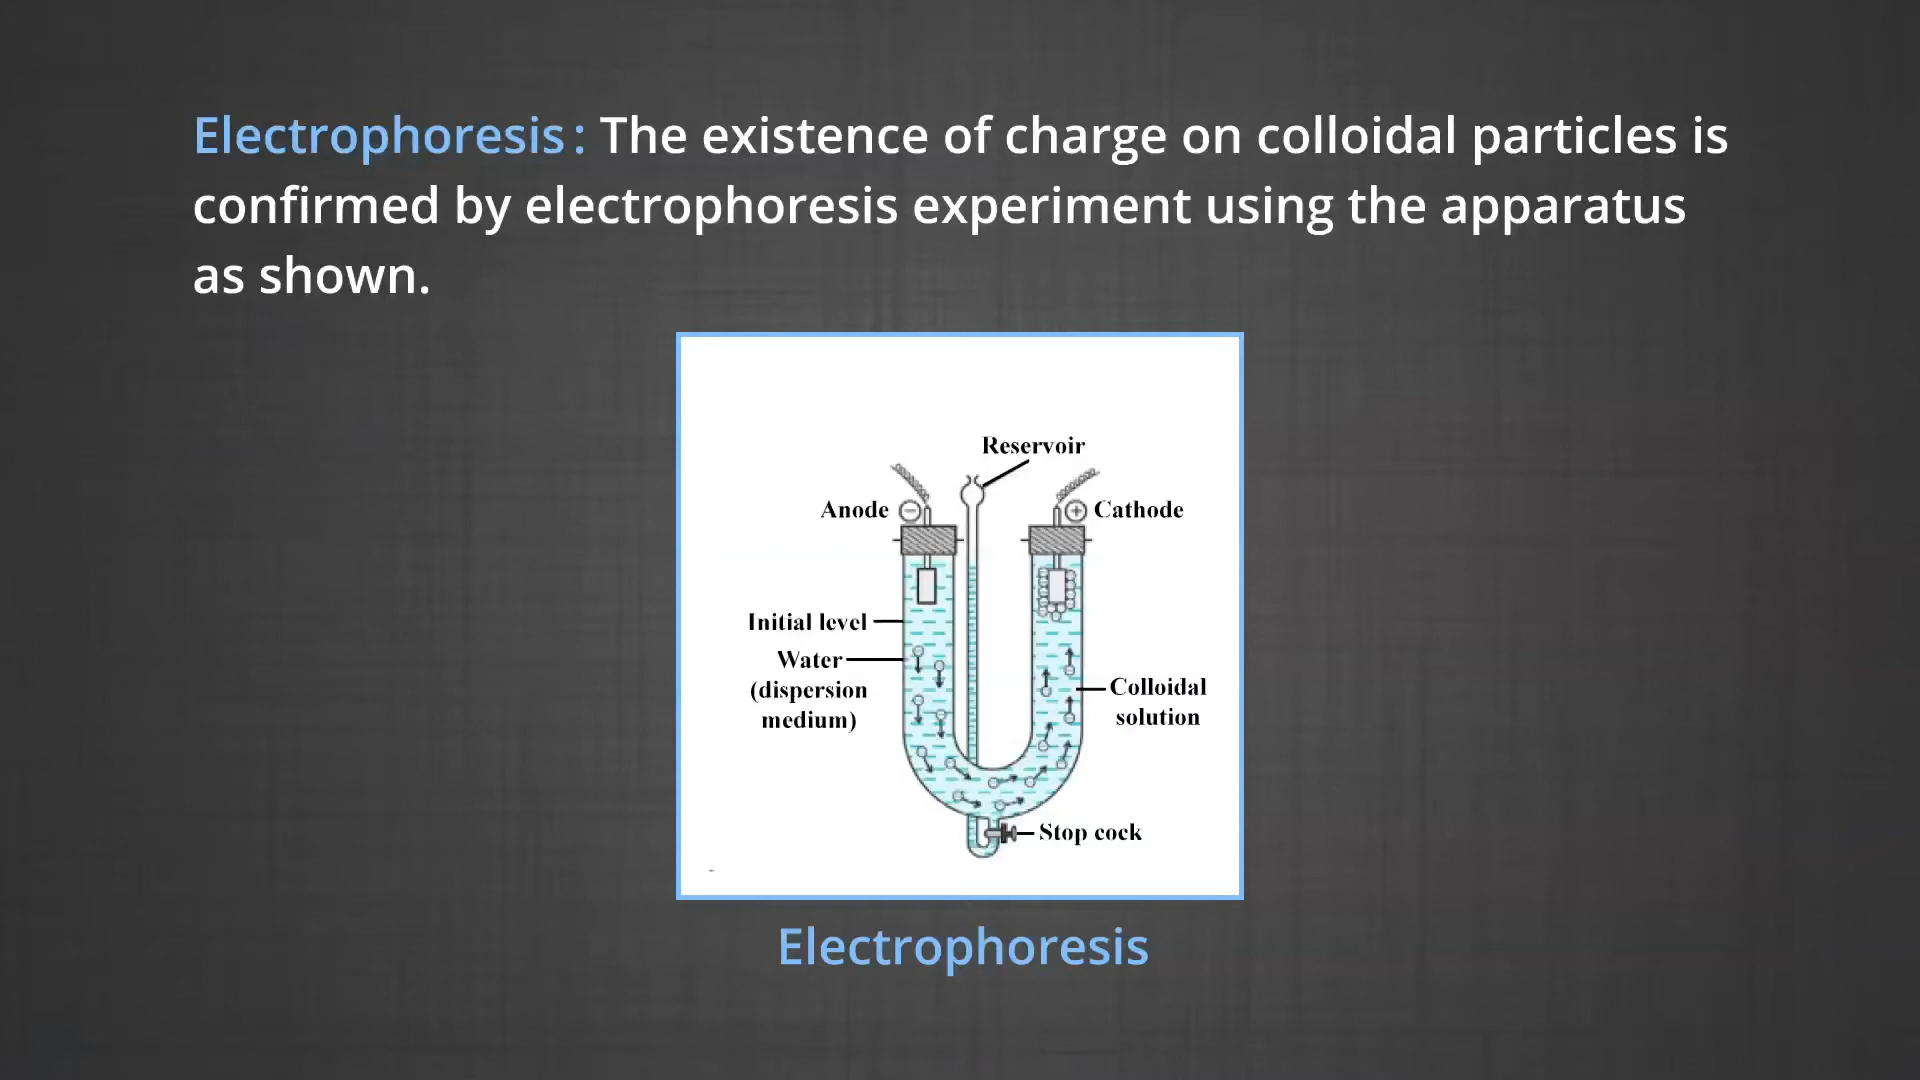 Electrophoresis : The existence of charge on colloidal particles is
confirmed by electrophoresis experiment using the apparatus
as shown.
Reservoir
Anode
Cathode
Initial level
Water
(dispersion
medium)
Colloidal
solution
Stop cock
Electrophoresis